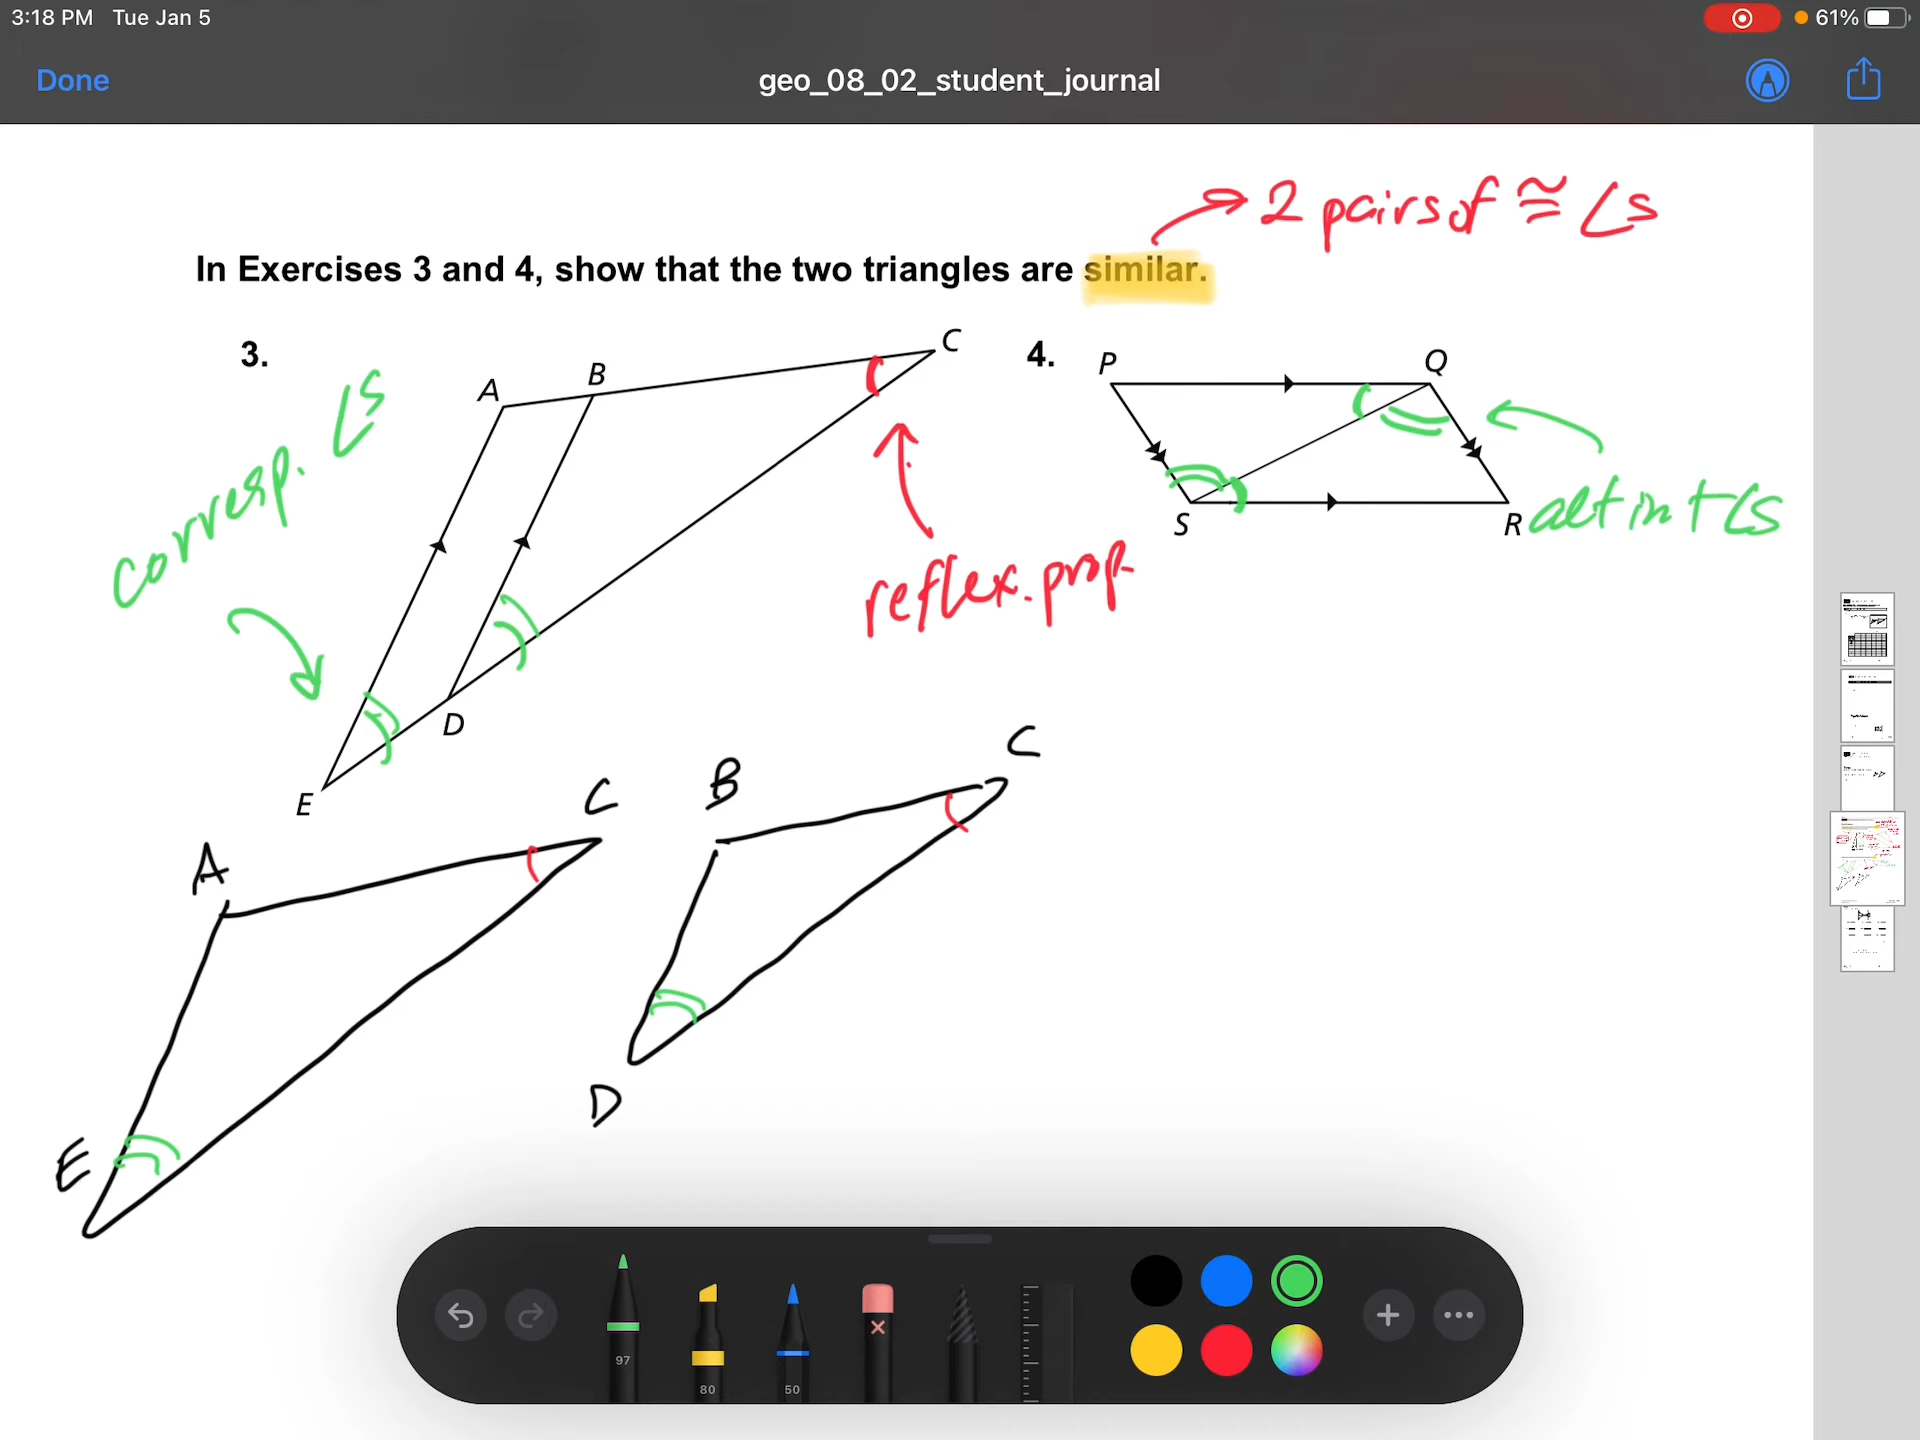 3:18 PM Tue Jan 5
61%
Done
geo_08_02_student_journal
2 pairs of ≅ ∠s
In Exercises 3 and 4, show that the two triangles are similar.
3.
A
B
C
corresp. ∠s
reflex. prop.
D
E
4.
P
Q
S
R
alt int ∠s
A
C
E
B
C
D
97
80
50